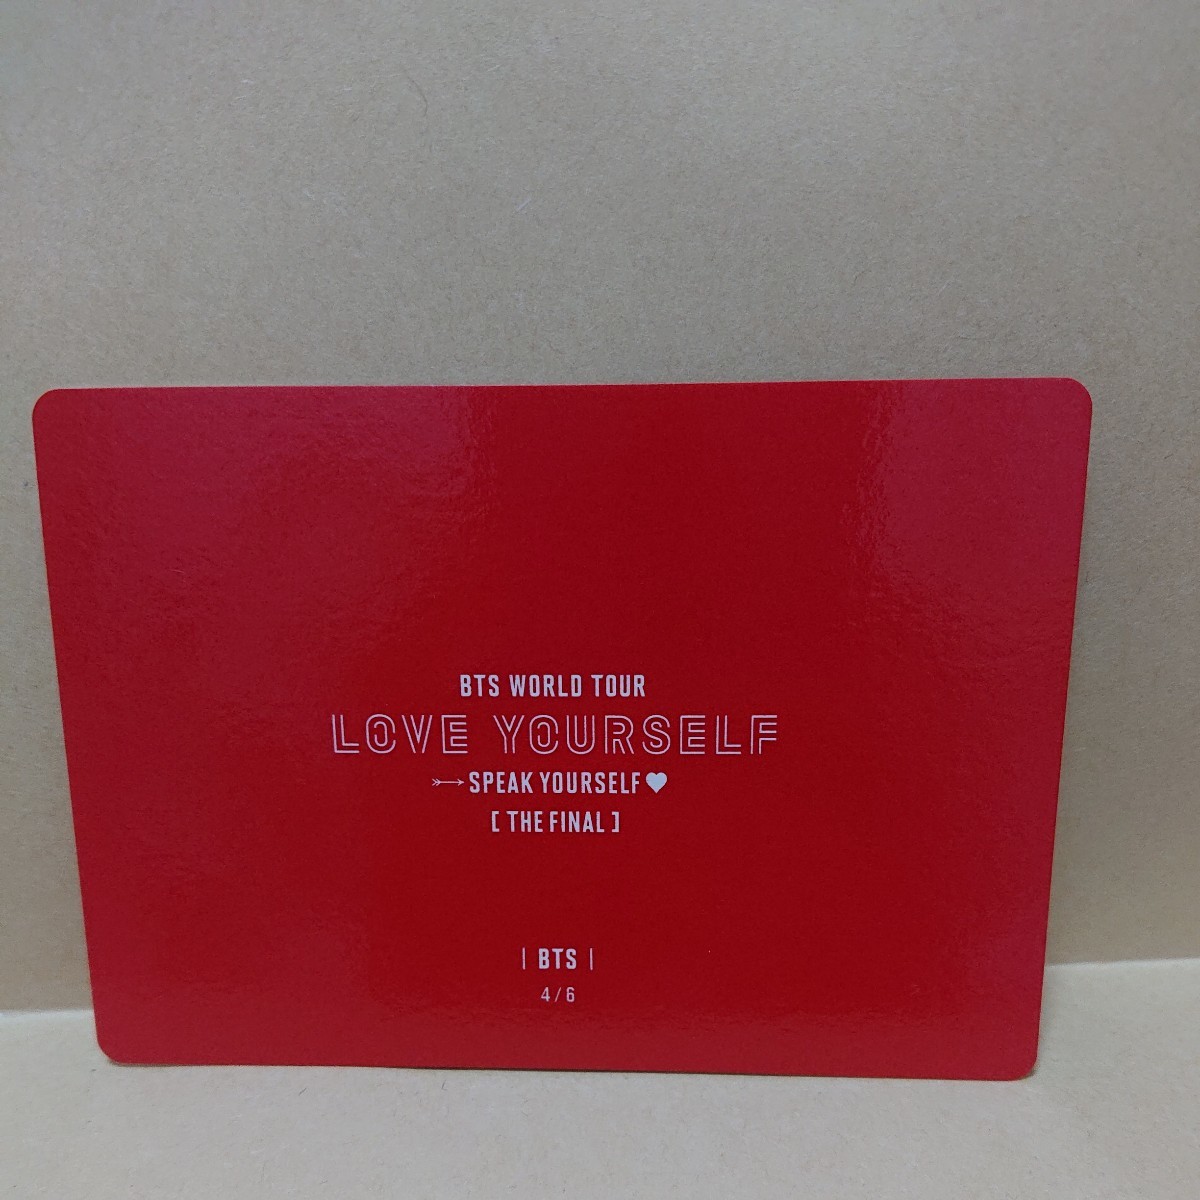 BTS WORLD TOUR
LOVE YOURSELF
➳SPEAK YOURSELF♥
[ THE FINAL ]
| BTS |
4/6